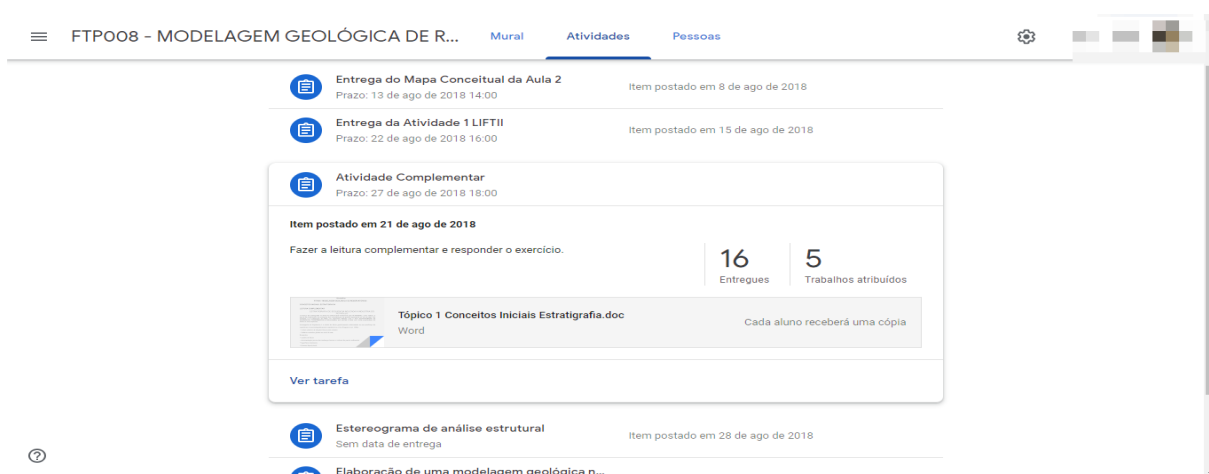 FTP008 - MODELAGEM GEOLÓGICA DE R... Mural Atividades Pessoas
Entrega do Mapa Conceitual da Aula 2
Prazo: 13 de ago de 2018 14:00
Item postado em 8 de ago de 2018
Entrega da Atividade 1 LIFTII
Prazo: 22 de ago de 2018 16:00
Item postado em 15 de ago de 2018
Atividade Complementar
Prazo: 27 de ago de 2018 18:00
Item postado em 21 de ago de 2018
Fazer a leitura complementar e responder o exercício.
16
Entregues
5
Trabalhos atribuídos
Tópico 1 Conceitos Iniciais Estratigrafia.doc
Word
Cada aluno receberá uma cópia
Ver tarefa
Estereograma de análise estrutural
Sem data de entrega
Item postado em 28 de ago de 2018
Elaboração de uma modelagem geológica n...